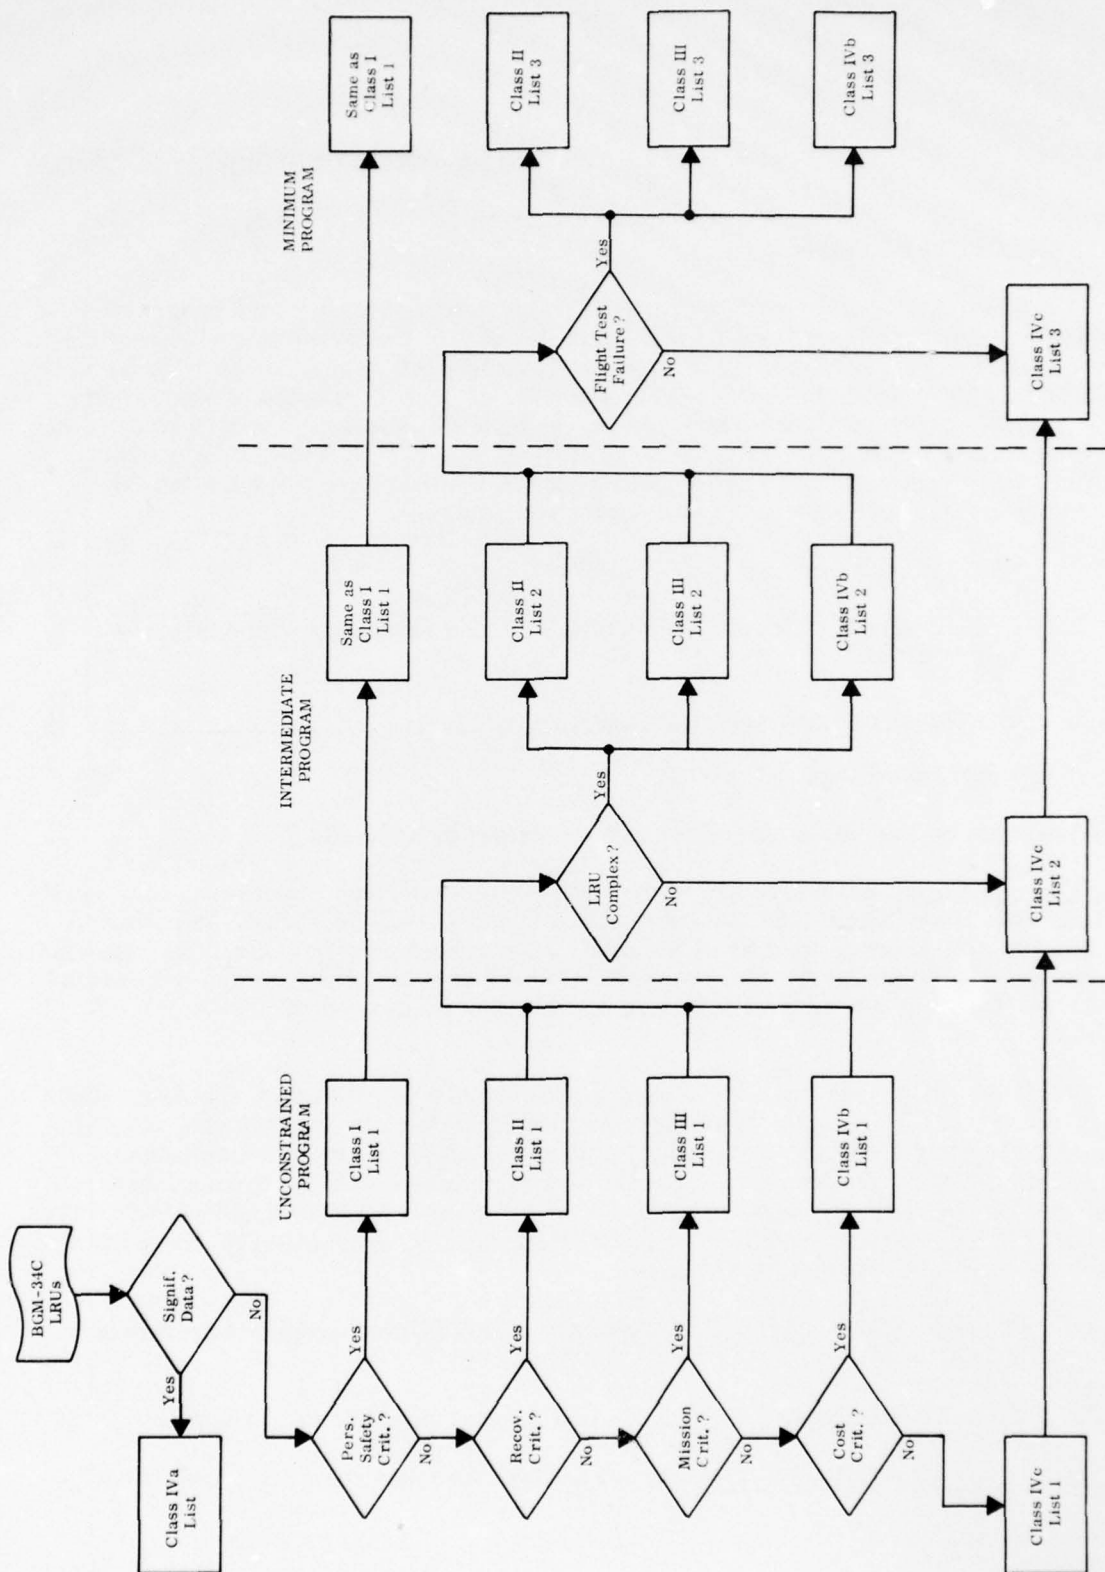 BGM-34C
LRUs
Signif.
Data?
Yes
No
Class IVa
List
UNCONSTRAINED
PROGRAM
INTERMEDIATE
PROGRAM
MINIMUM
PROGRAM
Pers.
Safety
Crit. ?
Yes
No
Class I
List 1
Same as
Class I
List 1
Same as
Class I
List 1
Recov.
Crit. ?
Yes
No
Class II
List 1
Mission
Crit. ?
Yes
No
Class III
List 1
Cost
Crit. ?
Yes
No
Class IVb
List 1
Class IVc
List 1
LRU
Complex?
Yes
No
Class II
List 2
Class III
List 2
Class IVb
List 2
Class IVc
List 2
Flight Test
Failure?
Yes
No
Class II
List 3
Class III
List 3
Class IVb
List 3
Class IVc
List 3